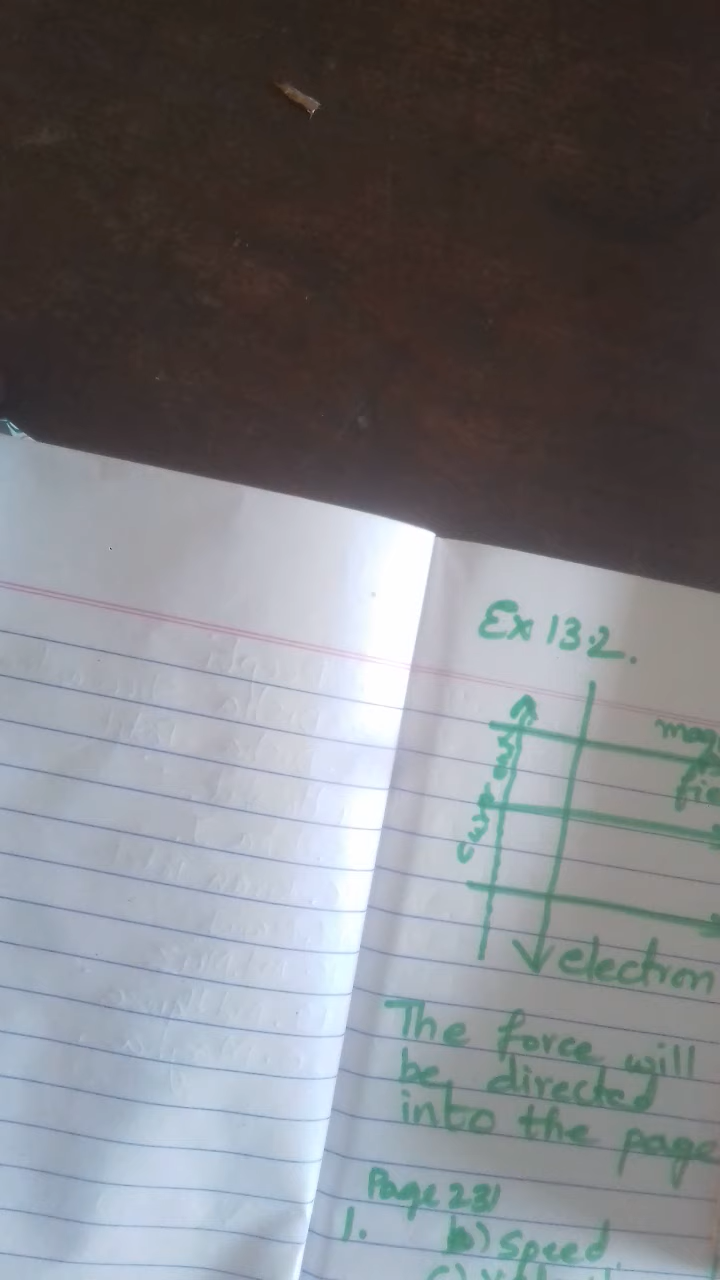 Ex 13.2.
current
electron
The force will
be directed
into the page
Page 231
1. b) Speed